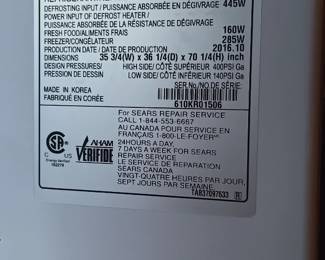 DEFROSTING INPUT / PUISSANCE ABSORBÉE EN DÉGIVRAGE 445W
POWER INPUT OF DEFROST HEATER /
PUISSANCE ABSORBÉE DE LA RÉSISTANCE DE DÉGIVRAGE
FRESH FOOD/ALIMENTS FRAIS 160W
FREEZER/CONGÉLATEUR 285W
PRODUCTION DATE / DATE DE PRODUCTION 2016.10
DIMENSIONS 35 3/4(W) x 36 1/4(D) x 70 1/4(H) inch
DESIGN PRESSURES/ HIGH SIDE/CÔTÉ SUPÉRIEUR 400PSI Ga
PRESSION DE DESSIN LOW SIDE/ CÔTÉ INFÉRIEUR 140PSI Ga
SER No./NO DE SÉRIE:
MADE IN KOREA
FABRIQUÉ EN CORÉE 610KR01506
FOR SEARS REPAIR SERVICE
CALL 1-844-553-6667
AU CANADA POUR SERVICE EN
FRANÇAIS 1-800-LE-FOYER
24HOURS A DAY,
7 DAYS A WEEK FOR SEARS
REPAIR SERVICE
SEARS CANADA
VINGT-QUATRE HEURES PAR JOUR,
SEPT JOURS PAR SEMAINE
C US
Energy Verified
AHAM
VERIFIDE